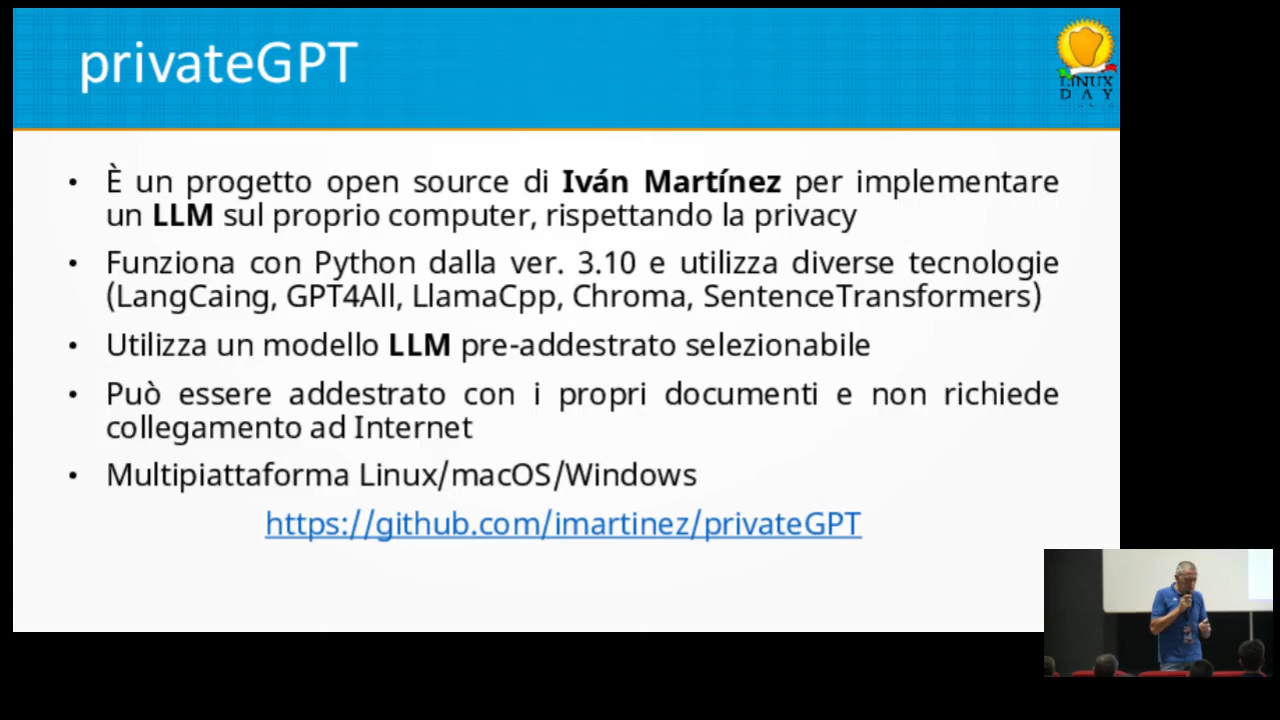 privateGPT
LINUX
DAY
• È un progetto open source di Iván Martínez per implementare
un LLM sul proprio computer, rispettando la privacy
• Funziona con Python dalla ver. 3.10 e utilizza diverse tecnologie
(LangCaing, GPT4All, LlamaCpp, Chroma, SentenceTransformers)
• Utilizza un modello LLM pre-addestrato selezionabile
• Può essere addestrato con i propri documenti e non richiede
collegamento ad Internet
• Multipiattaforma Linux/macOS/Windows
https://github.com/imartinez/privateGPT